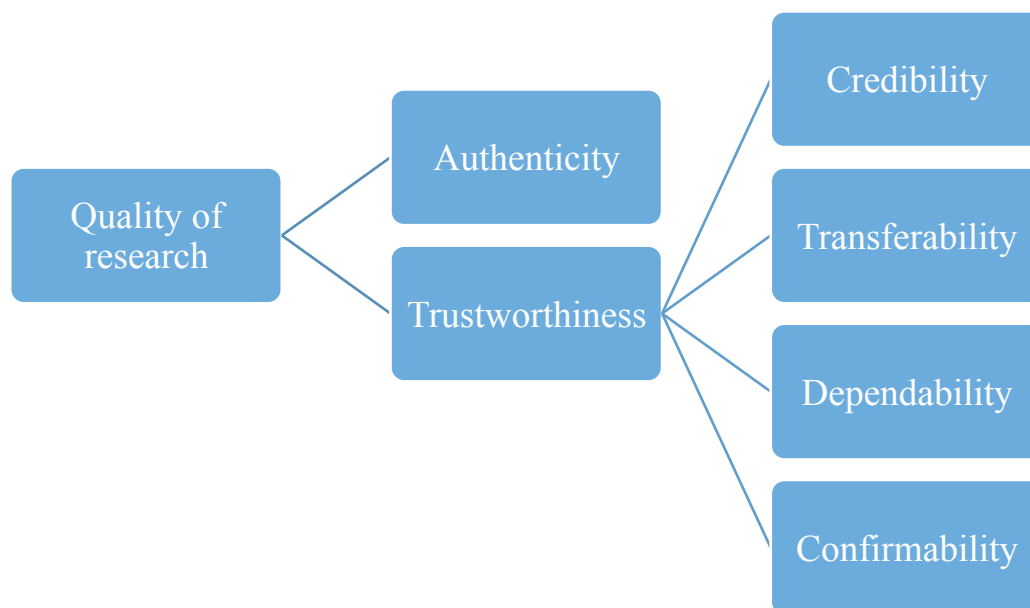 Quality of
research
Authenticity
Trustworthiness
Credibility
Transferability
Dependability
Confirmability